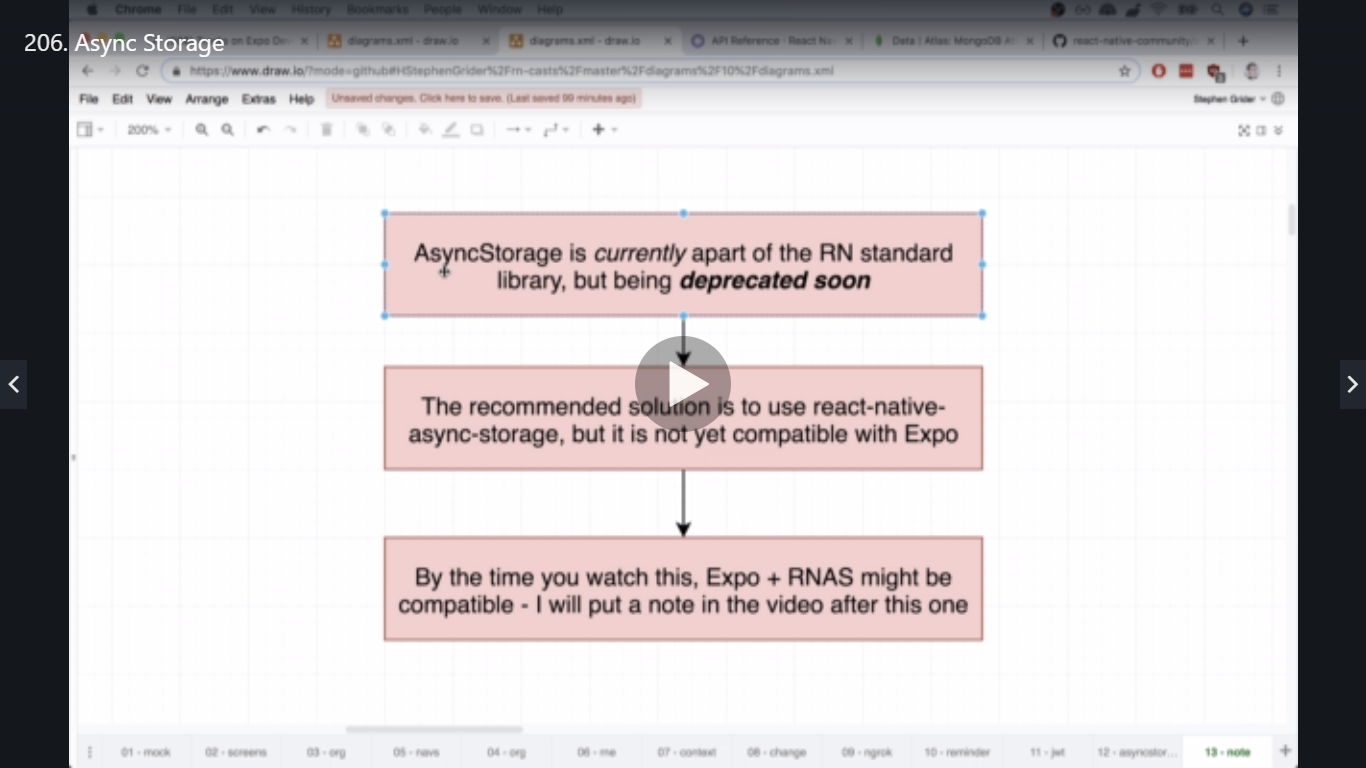 Chrome File Edit View History Bookmarks People Window Help
206. Async Storage
on Expo De
diagrams.xml - draw.io
diagrams.xml - draw.io
API Reference · React Na
Data | Atlas: MongoDB A
react-native-community/
https://www.draw.io/?mode=github#HStephenGrider%2Frn-casts%2Fmaster%2Fdiagrams%2F10%2Fdiagrams.xml
File Edit View Arrange Extras Help Unsaved changes. Click here to save. (Last saved 99 minutes ago) Stephen Grider
200%
AsyncStorage is currently apart of the RN standard
library, but being deprecated soon
The recommended solution is to use react-native-
async-storage, but it is not yet compatible with Expo
By the time you watch this, Expo + RNAS might be
compatible - I will put a note in the video after this one
01 - mock 02 - screens 03 - org 05 - navs 04 - org 06 - me 07 - context 08 - change 09 - ngrok 10 - reminder 11 - jwt 12 - asyncstor... 13 - note